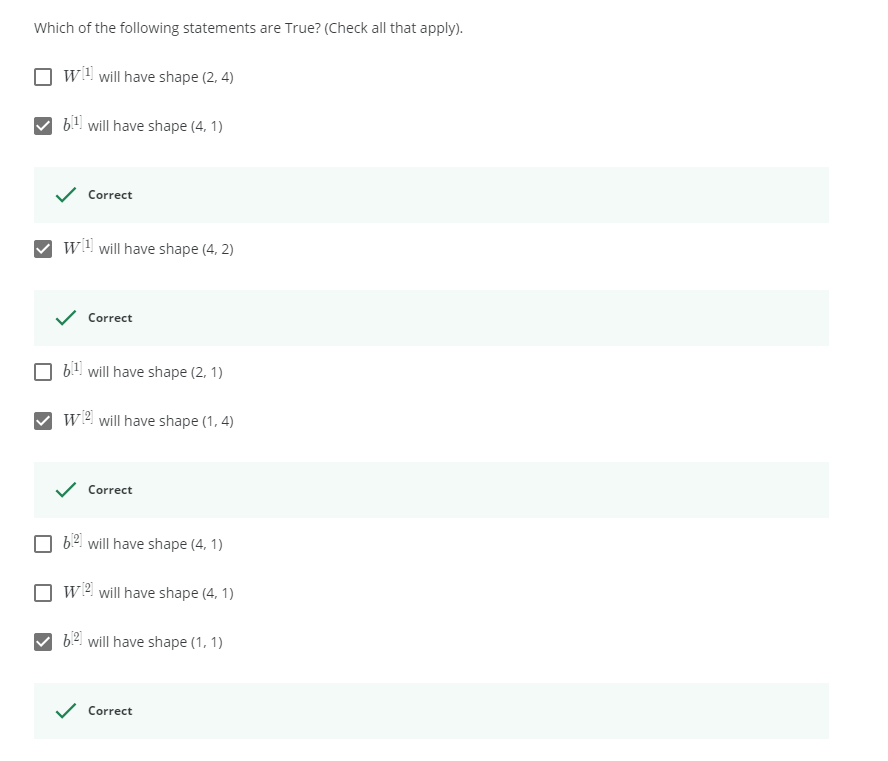 Which of the following statements are True? (Check all that apply).
W[1] will have shape (2, 4)
b[1] will have shape (4, 1)
Correct
W[1] will have shape (4, 2)
Correct
b[1] will have shape (2, 1)
W[2] will have shape (1, 4)
Correct
b[2] will have shape (4, 1)
W[2] will have shape (4, 1)
b[2] will have shape (1, 1)
Correct